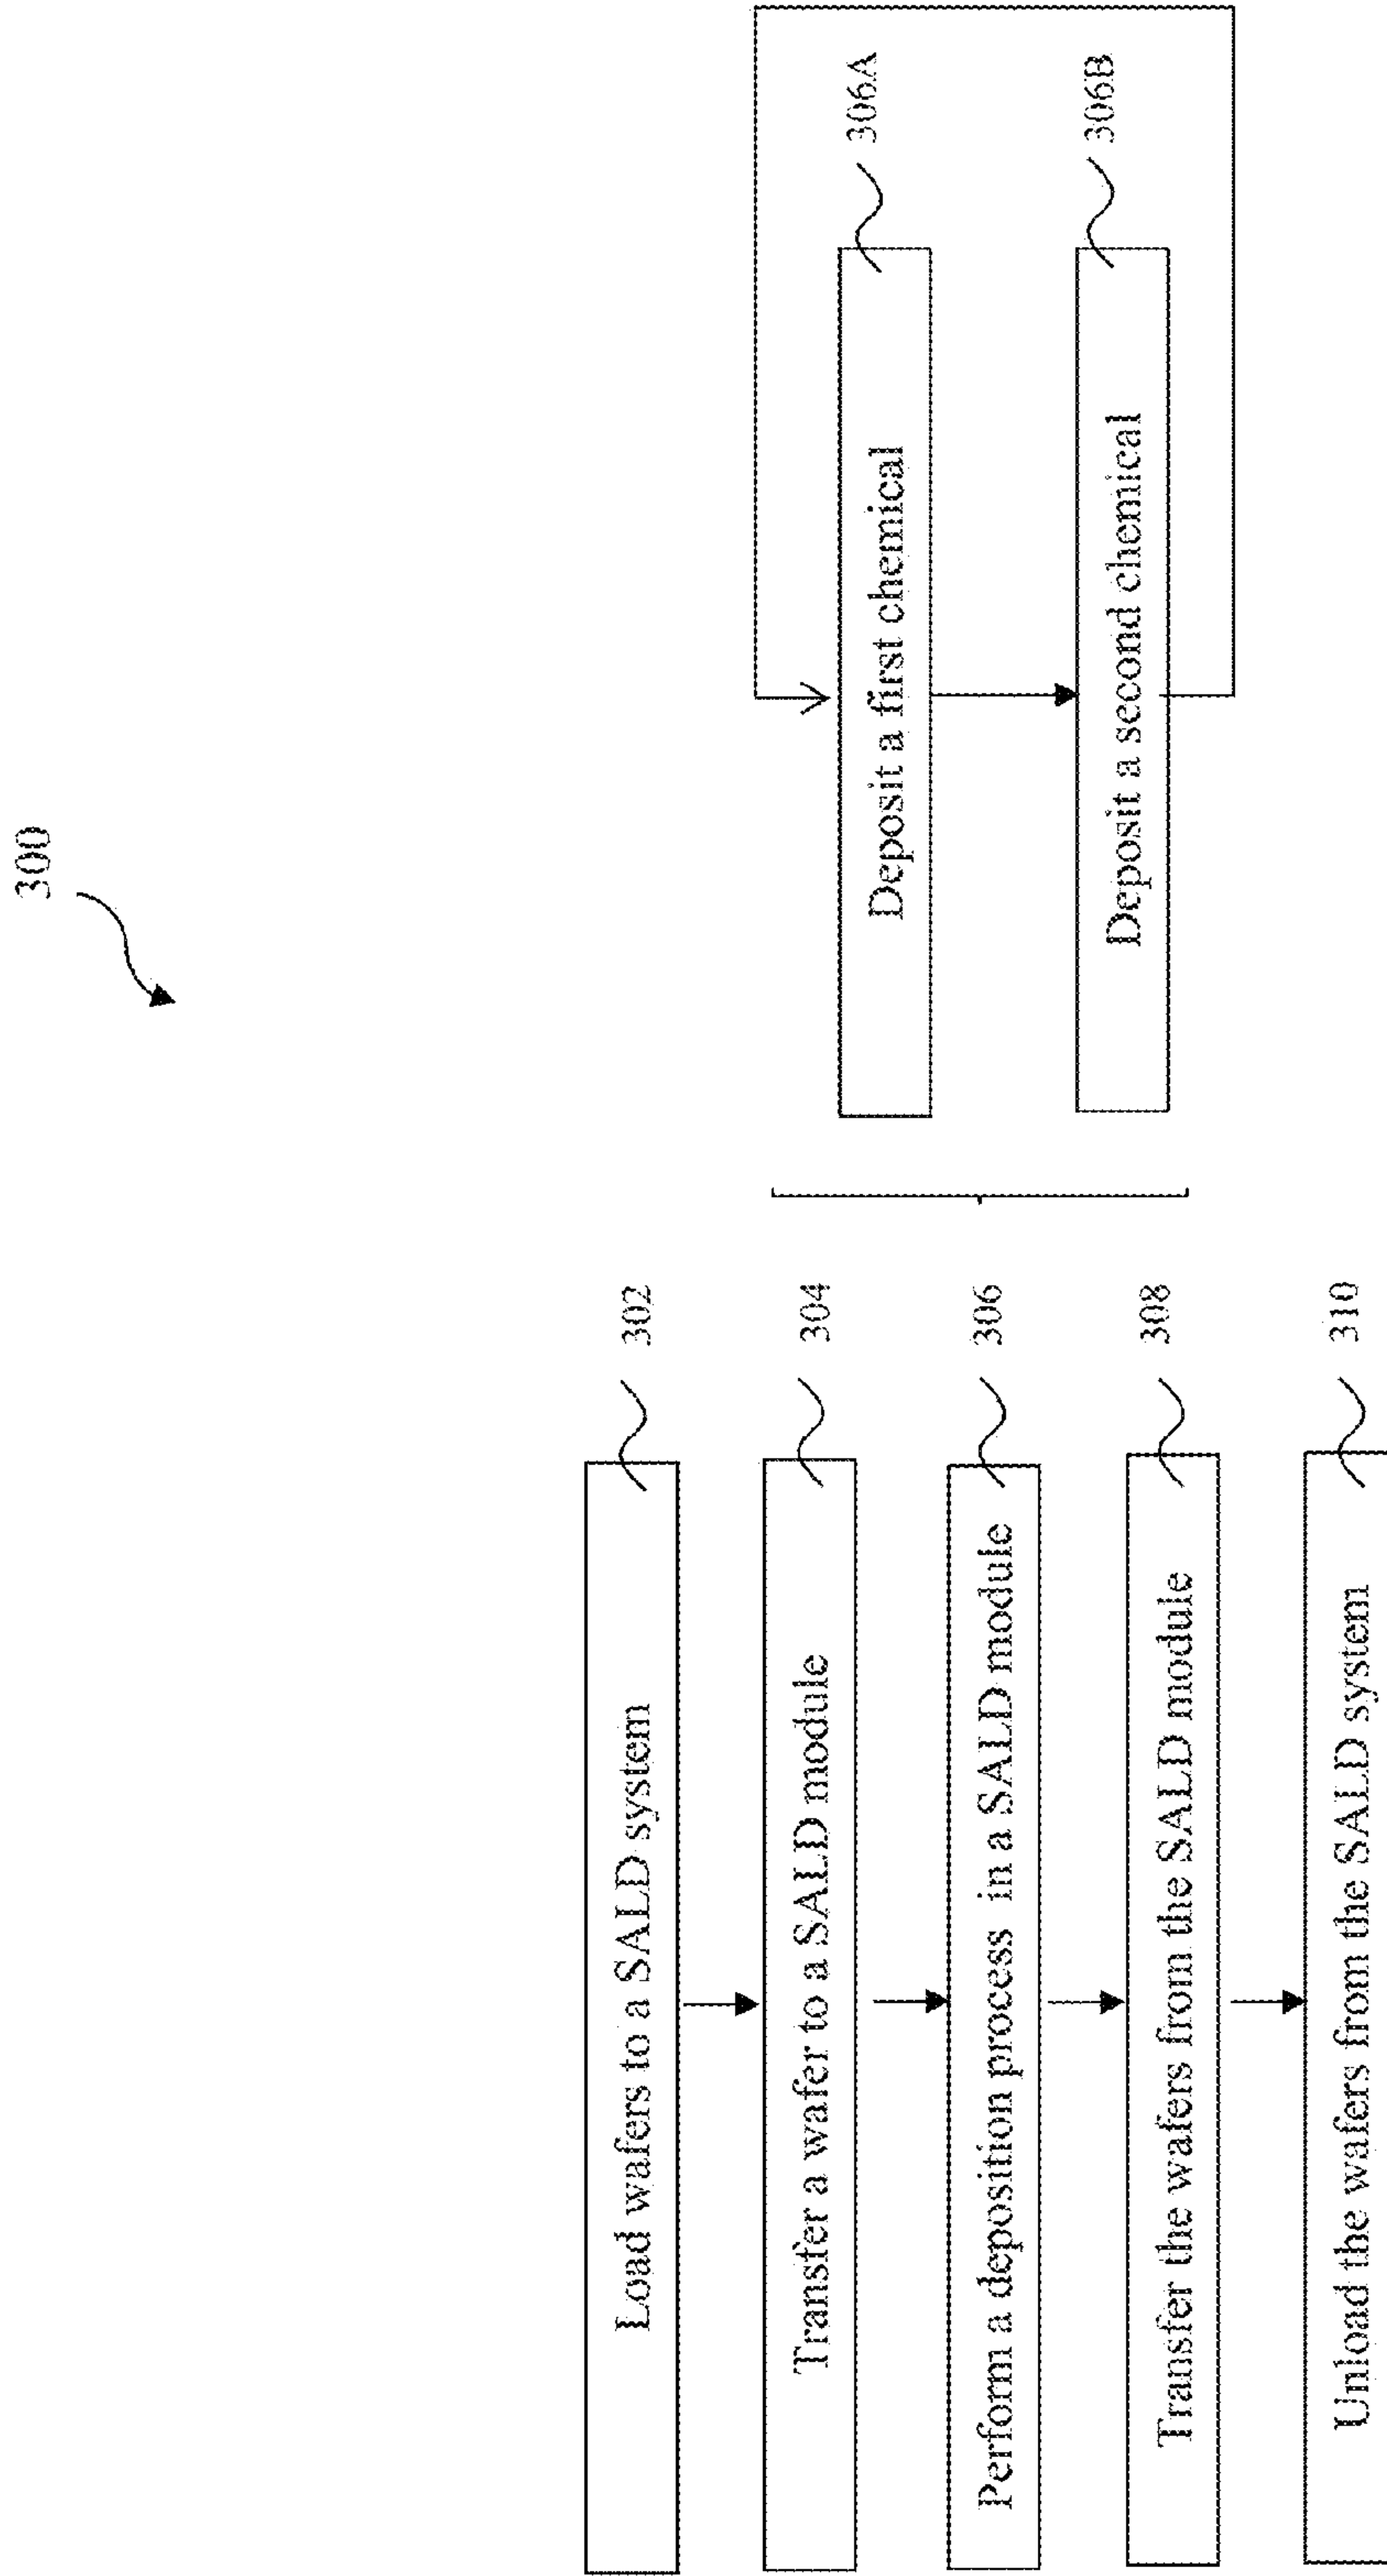 300
Load wafers to a SALD system
302
Transfer a wafer to a SALD module
304
Perform a deposition process in a SALD module
306
Transfer the wafers from the SALD module
308
Unload the wafers from the SALD system
310
Deposit a first chemical
306A
Deposit a second chemical
306B